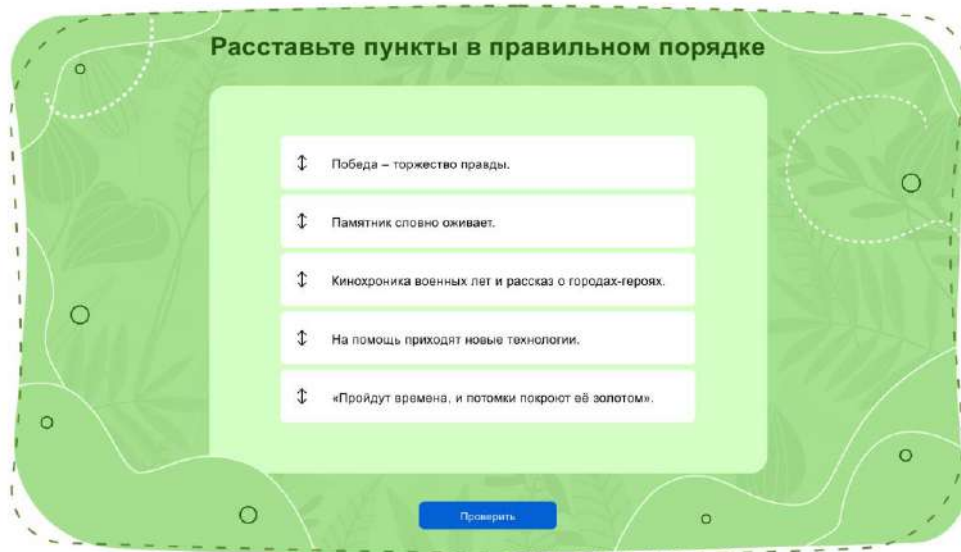 Расставьте пункты в правильном порядке
Победа – торжество правды.
Памятник словно оживает.
Кинохроника военных лет и рассказ о городах-героях.
На помощь приходят новые технологии.
«Пройдут времена, и потомки покроют её золотом».
Проверить